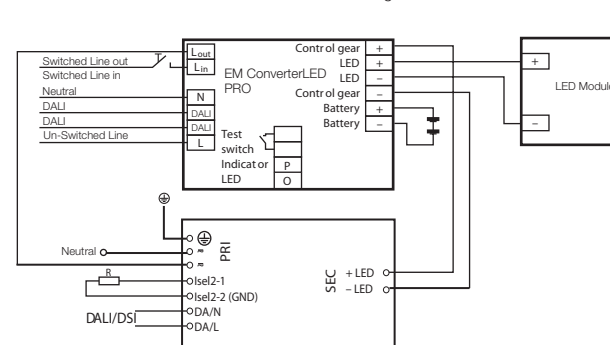 Switched Line out
Switched Line in
Neutral
DALI
DALI
Un-Switched Line
Lout
Lin
N
DALI
DALI
L
EM ConverterLED
PRO
Test
switch
Indicator
LED
P
O
Control gear +
LED +
LED –
Control gear –
Battery +
Battery –
+
–
LED Module
Neutral
PRI
R
Isel2-1
Isel2-2 (GND)
DALI/DSI
DA/N
DA/L
SEC
+ LED
– LED